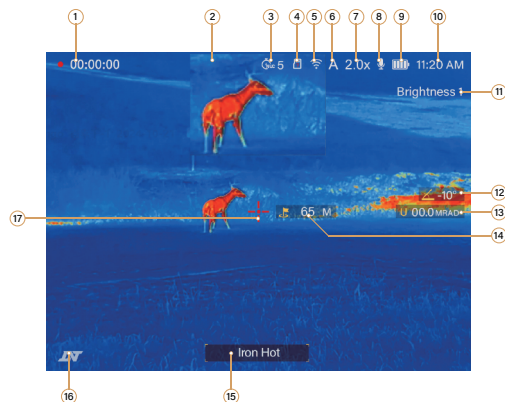 1 2 3 4 5 6 7 8 9 10
00:00:00 5 A 2.0x 11:20 AM
Brightness 11
-10° 12
U 00.0 MRAD 13
17 65 M
14
Iron Hot
16 15